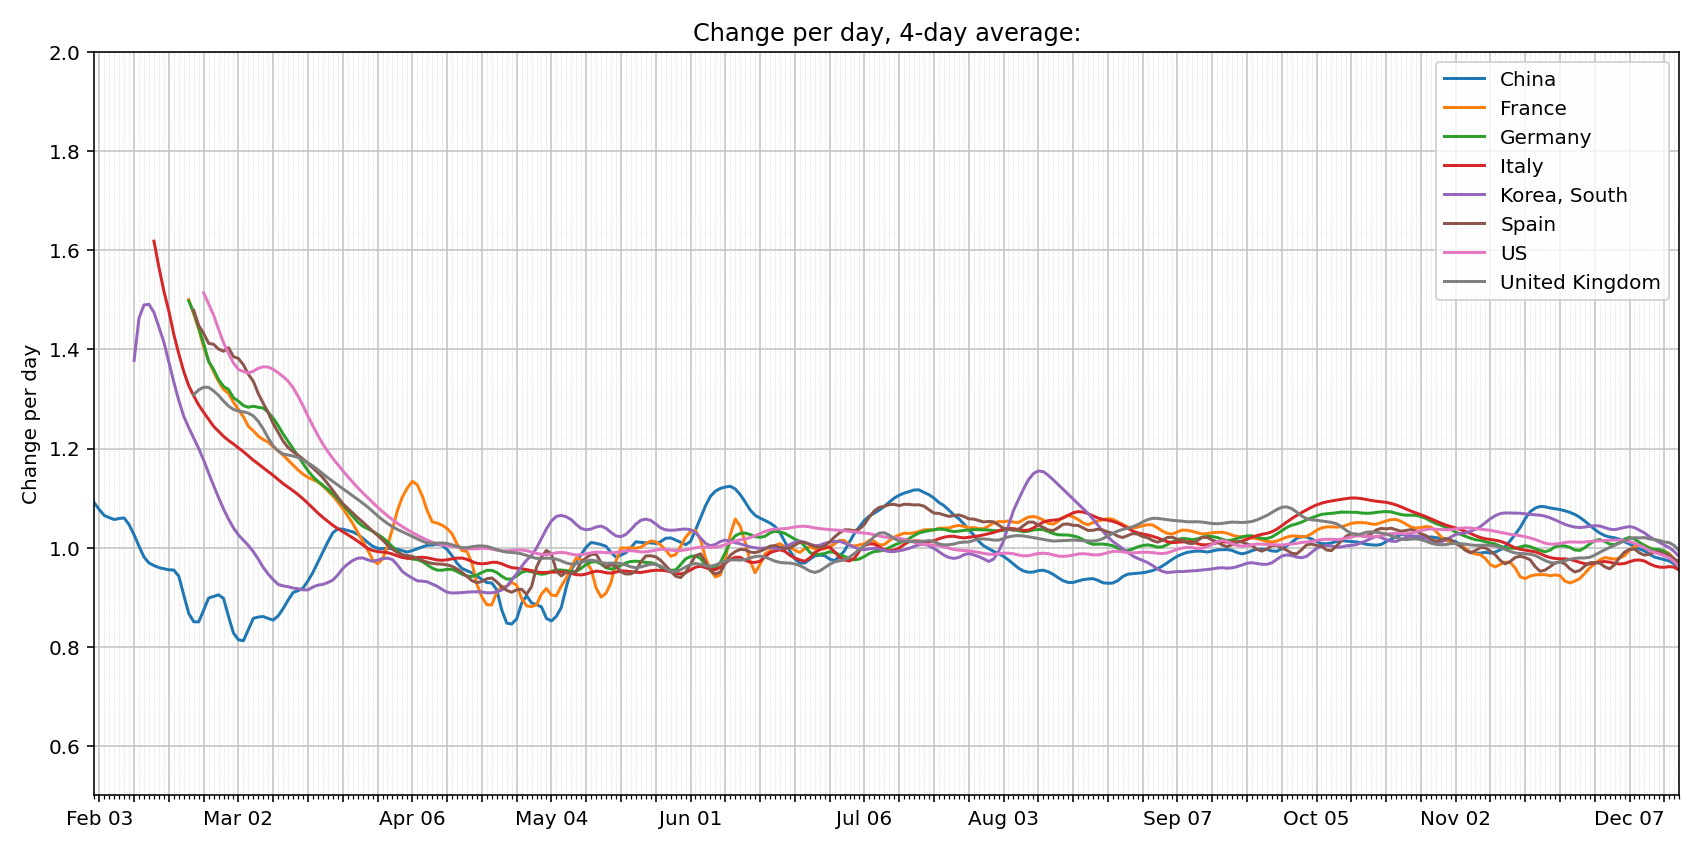 Change per day, 4-day average:
Change per day
2.0
1.8
1.6
1.4
1.2
1.0
0.8
0.6
China
France
Germany
Italy
Korea, South
Spain
US
United Kingdom
Feb 03 Mar 02 Apr 06 May 04 Jun 01 Jul 06 Aug 03 Sep 07 Oct 05 Nov 02 Dec 07